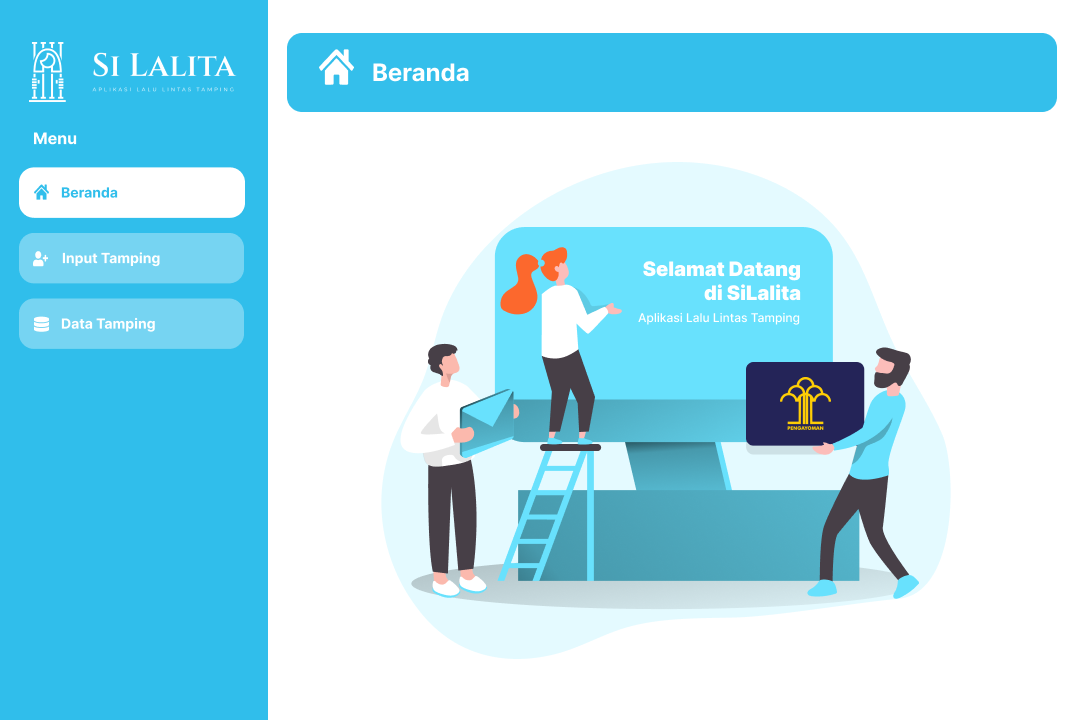 SI LALITA
APLIKASI LALU LINTAS TAMPING
Menu
Beranda
Input Tamping
Data Tamping
Beranda
Selamat Datang
di SiLalita
Aplikasi Lalu Lintas Tamping
PENGAYOMAN